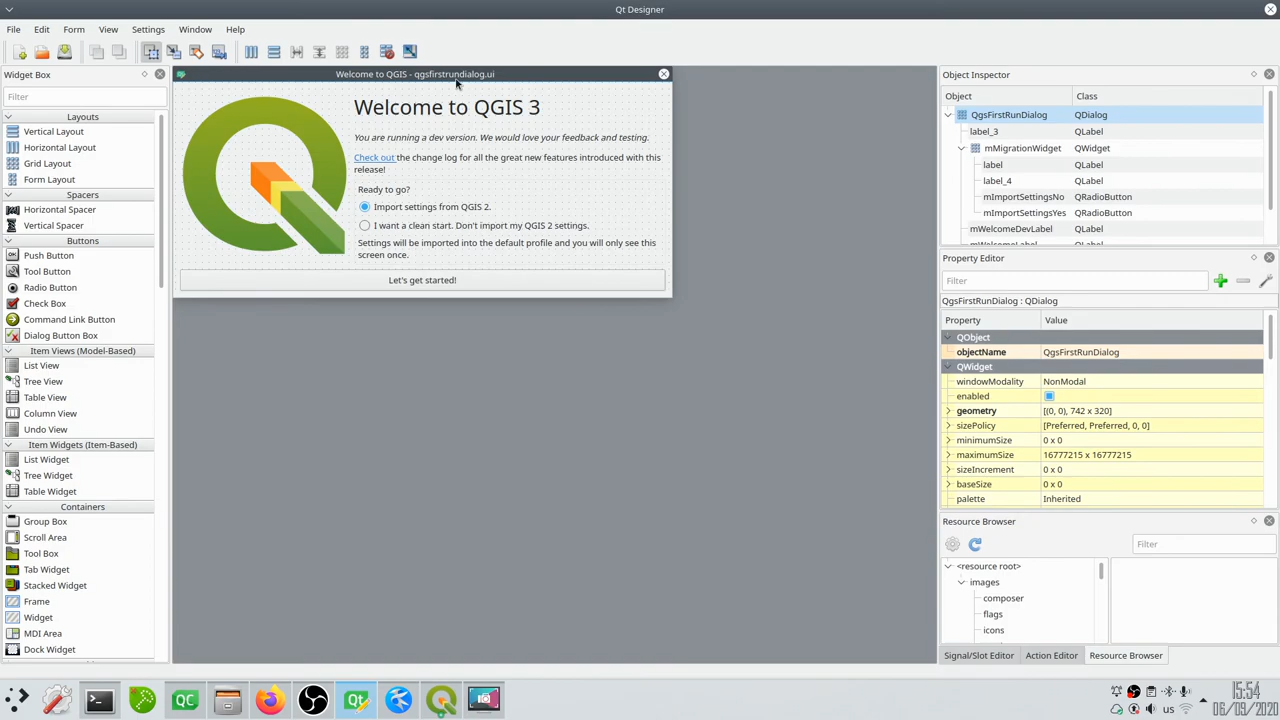 Qt Designer
File Edit Form View Settings Window Help
Widget Box
Filter
Layouts
Vertical Layout
Horizontal Layout
Grid Layout
Form Layout
Spacers
Horizontal Spacer
Vertical Spacer
Buttons
Push Button
Tool Button
Radio Button
Check Box
Command Link Button
Dialog Button Box
Item Views (Model-Based)
List View
Tree View
Table View
Column View
Undo View
Item Widgets (Item-Based)
List Widget
Tree Widget
Table Widget
Containers
Group Box
Scroll Area
Tool Box
Tab Widget
Stacked Widget
Frame
Widget
MDI Area
Dock Widget
Welcome to QGIS - qgsfirstrundialog.ui
Welcome to QGIS 3
You are running a dev version. We would love your feedback and testing.
Check out the change log for all the great new features introduced with this
release!
Ready to go?
Import settings from QGIS 2.
I want a clean start. Don't import my QGIS 2 settings.
Settings will be imported into the default profile and you will only see this
screen once.
Let's get started!
Object Inspector
Object Class
QgsFirstRunDialog QDialog
label_3 QLabel
mMigrationWidget QWidget
label QLabel
label_4 QLabel
mImportSettingsNo QRadioButton
mImportSettingsYes QRadioButton
mWelcomeDevLabel QLabel
mWelcomeLabel QLabel
Property Editor
Filter
QgsFirstRunDialog : QDialog
Property Value
QObject
objectName QgsFirstRunDialog
QWidget
windowModality NonModal
enabled
geometry [(0, 0), 742 x 320]
sizePolicy [Preferred, Preferred, 0, 0]
minimumSize 0 x 0
maximumSize 16777215 x 16777215
sizeIncrement 0 x 0
baseSize 0 x 0
palette Inherited
Resource Browser
Filter
<resource root>
images
composer
flags
icons
Signal/Slot Editor Action Editor Resource Browser
QC
Qt
us
15:54
06/09/2020